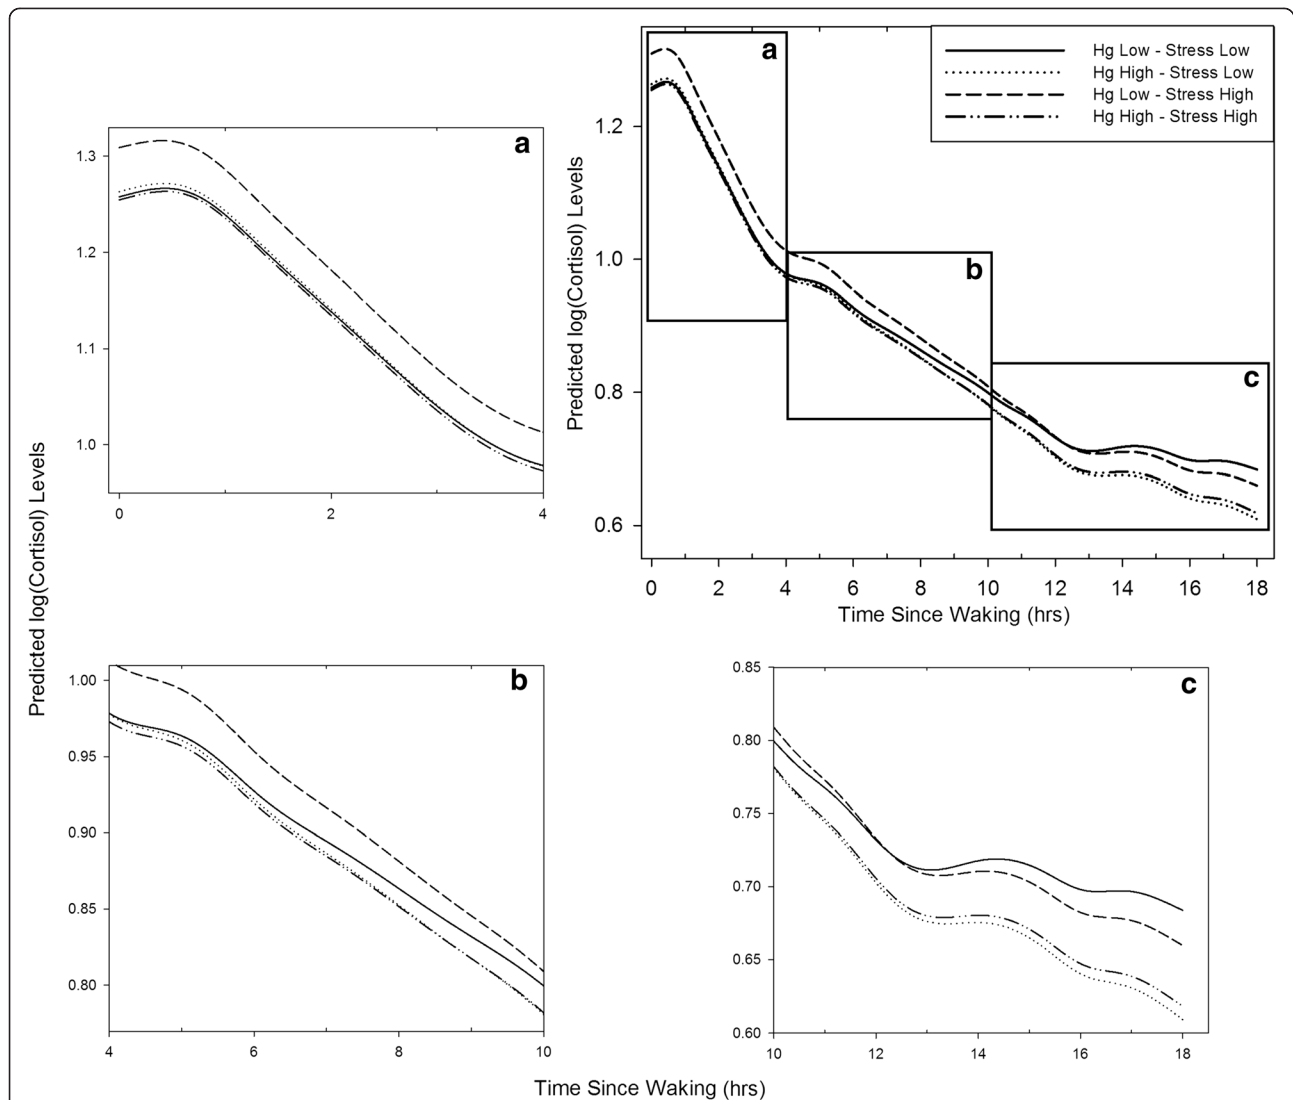 a
1.3
1.2
1.1
1.0
0
2
4
Predicted log(Cortisol) Levels
Hg Low - Stress Low
Hg High - Stress Low
Hg Low - Stress High
Hg High - Stress High
a
b
c
1.2
1.0
0.8
0.6
Predicted log(Cortisol) Levels
0 2 4 6 8 10 12 14 16 18
Time Since Waking (hrs)
b
1.00
0.95
0.90
0.85
0.80
4 6 8 10
c
0.85
0.80
0.75
0.70
0.65
0.60
10 12 14 16 18
Time Since Waking (hrs)